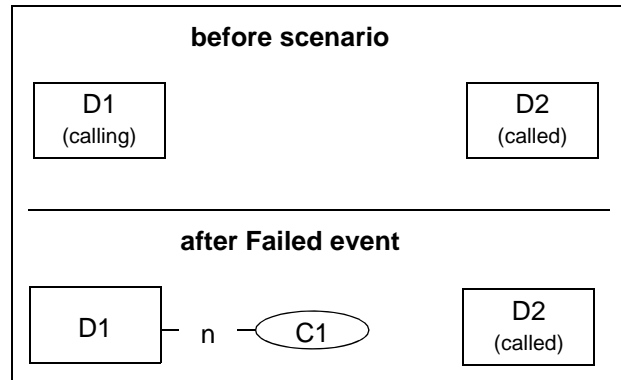 before scenario
D1
(calling)
D2
(called)
after Failed event
D1
n
C1
D2
(called)